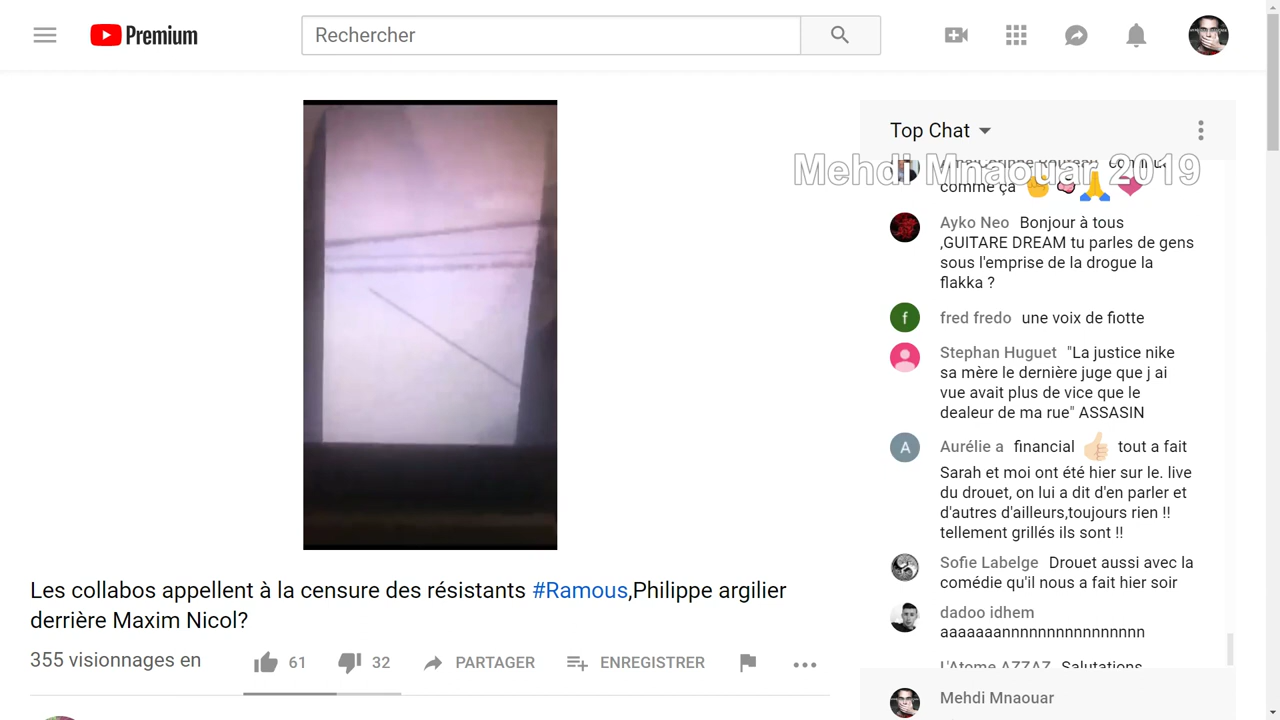 Premium
Rechercher
Top Chat
Mehdi Mnaouar 2019
comme ça
Ayko Neo Bonjour à tous
,GUITARE DREAM tu parles de gens
sous l'emprise de la drogue la
flakka ?
f
fred fredo une voix de fiotte
Stephan Huguet "La justice nike
sa mère le dernière juge que j ai
vue avait plus de vice que le
dealeur de ma rue" ASSASIN
A
Aurélie a financial tout a fait
Sarah et moi ont été hier sur le. live
du drouet, on lui a dit d'en parler et
d'autres d'ailleurs,toujours rien !!
tellement grillés ils sont !!
Sofie Labelge Drouet aussi avec la
comédie qu'il nous a fait hier soir
dadoo idhem
aaaaaaannnnnnnnnnnnnnnn
L'Atome AZZAZ Salutations
Mehdi Mnaouar
Les collabos appellent à la censure des résistants #Ramous,Philippe argilier
derrière Maxim Nicol?
355 visionnages en
61
32
PARTAGER
ENREGISTRER